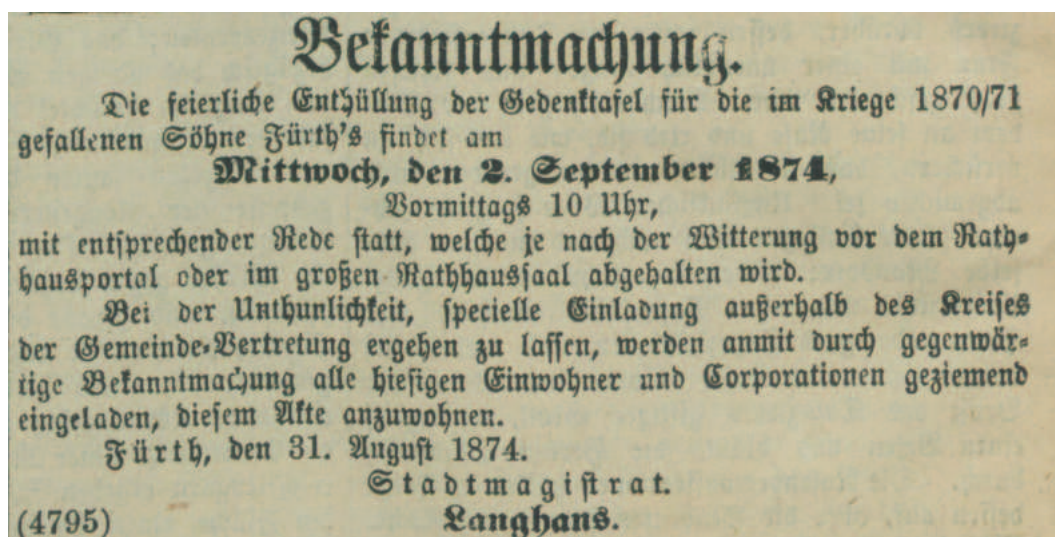 Bekanntmachung.
Die feierliche Enthüllung der Gedenktafel für die im Kriege 1870/71
gefallenen Söhne Fürth's findet am
Mittwoch, den 2. September 1874,
Vormittags 10 Uhr,
mit entsprechender Rede statt, welche je nach der Witterung vor dem Rath-
hausportal oder im großen Rathhaussaal abgehalten wird.
Bei der Unthunlichkeit, specielle Einladung außerhalb des Kreises
der Gemeinde-Vertretung ergehen zu lassen, werden anmit durch gegenwär-
tige Bekanntmachung alle hiesigen Einwohner und Corporationen geziemend
eingeladen, diesem Akte anzuwohnen.
Fürth, den 31. August 1874.
Stadtmagistrat.
(4795) Langhans.